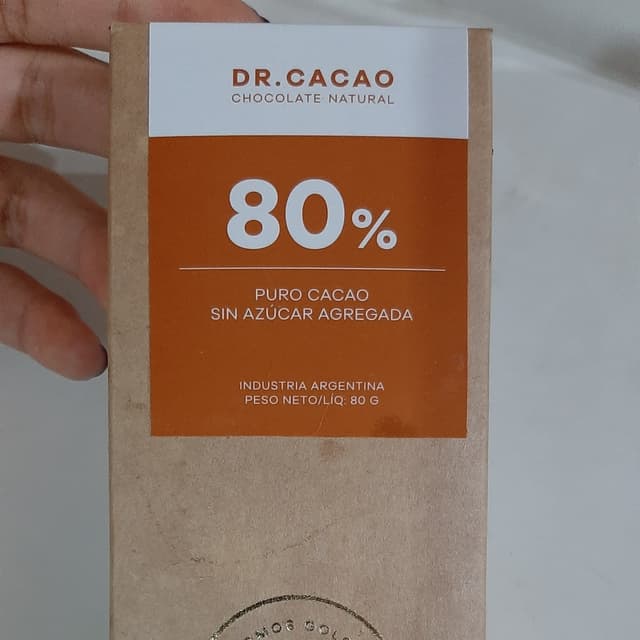 DR.CACAO
CHOCOLATE NATURAL
80%
PURO CACAO
SIN AZÚCAR AGREGADA
INDUSTRIA ARGENTINA
PESO NETO/LÍQ: 80 G